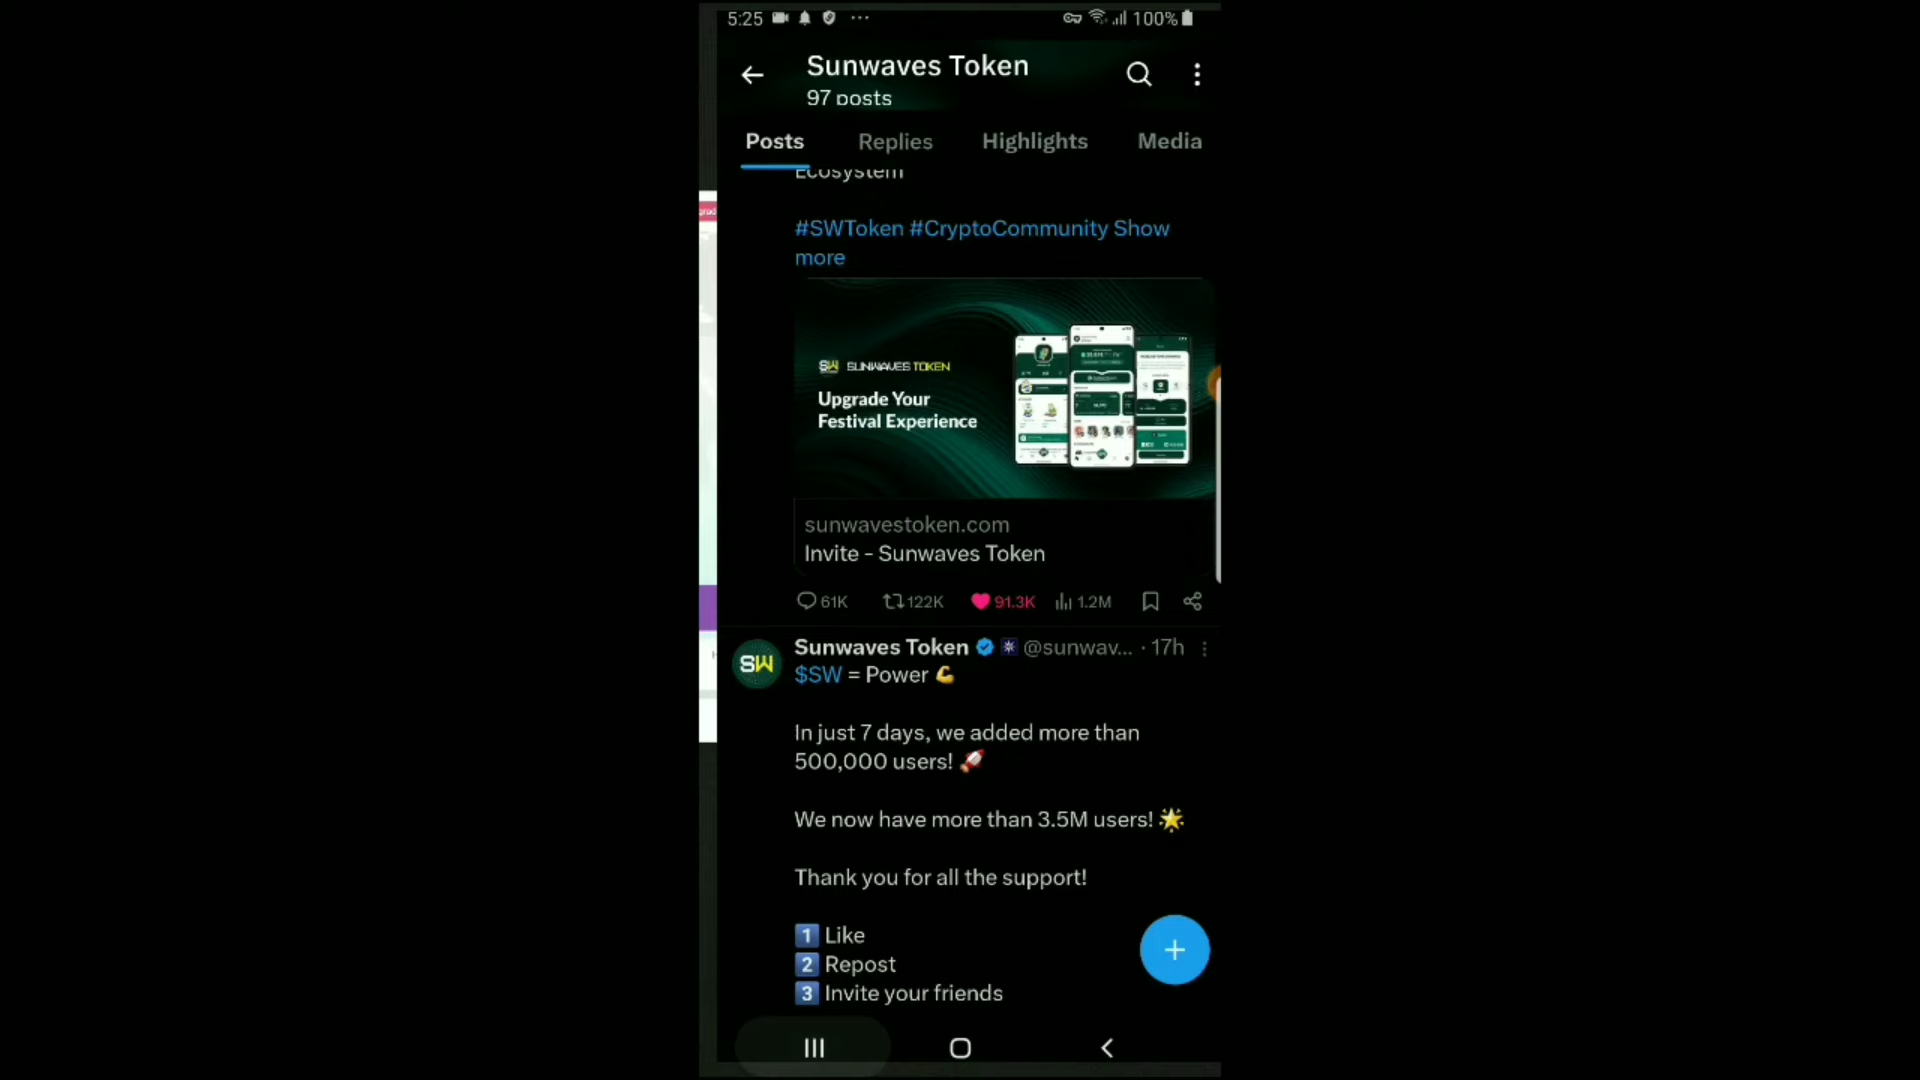 5:25 ··· 100%
Sunwaves Token
97 posts
Posts Replies Highlights Media
Ecosystem
#SWToken #CryptoCommunity Show
more
SW SUNWAVES TOKEN
Upgrade Your
Festival Experience
sunwavestoken.com
Invite - Sunwaves Token
61K 122K 91.3K 1.2M
Sunwaves Token @sunwav... · 17h
SW
$SW = Power 💪
In just 7 days, we added more than
500,000 users! 🚀
We now have more than 3.5M users! 🌟
Thank you for all the support!
1️⃣ Like
2️⃣ Repost
3️⃣ Invite your friends